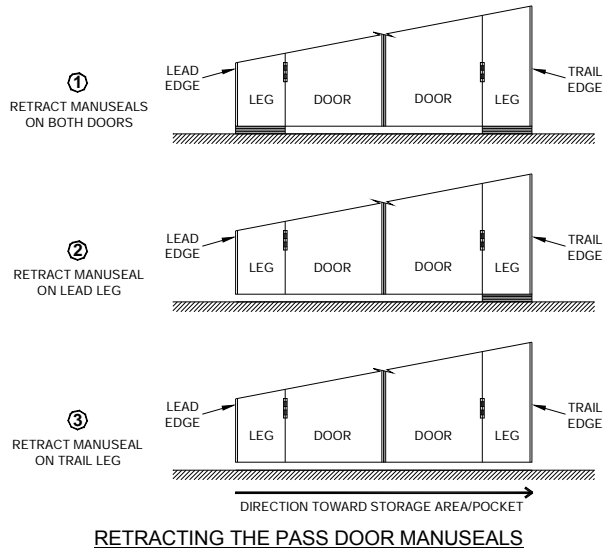 1
RETRACT MANUSEALS
ON BOTH DOORS
LEAD
EDGE
LEG
DOOR
DOOR
LEG
TRAIL
EDGE
2
RETRACT MANUSEAL
ON LEAD LEG
LEAD
EDGE
LEG
DOOR
DOOR
LEG
TRAIL
EDGE
3
RETRACT MANUSEAL
ON TRAIL LEG
LEAD
EDGE
LEG
DOOR
DOOR
LEG
TRAIL
EDGE
DIRECTION TOWARD STORAGE AREA/POCKET
RETRACTING THE PASS DOOR MANUSEALS